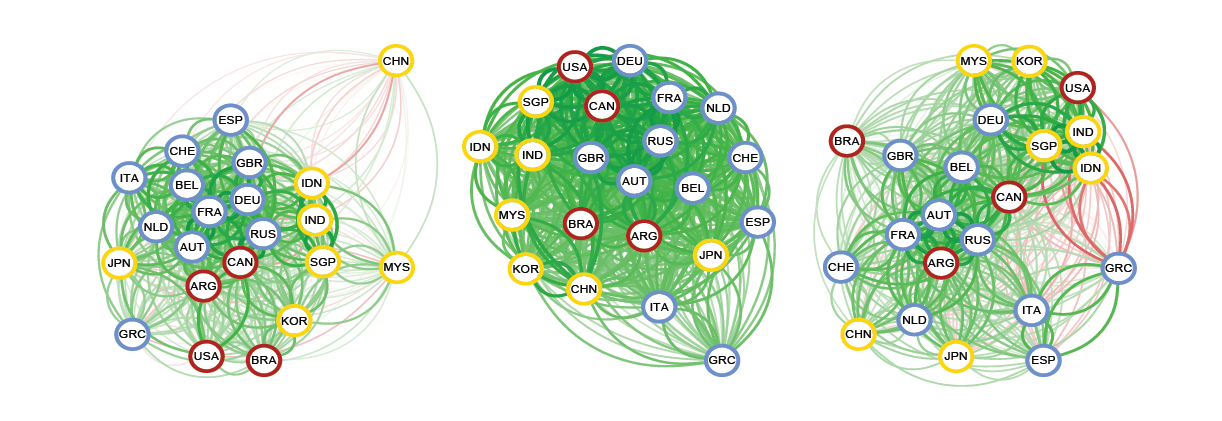 CHN
ESP
CHE
GBR
ITA
BEL
IDN
DEU
FRA
IND
NLD
RUS
AUT
JPN
CAN
SGP
MYS
ARG
KOR
GRC
USA
BRA
USA
DEU
SGP
CAN
FRA
NLD
IDN
IND
GBR
RUS
CHE
AUT
BEL
MYS
BRA
ARG
ESP
JPN
KOR
CHN
ITA
GRC
MYS
KOR
USA
DEU
IND
BRA
SGP
GBR
BEL
IDN
CAN
AUT
FRA
RUS
CHE
ARG
GRC
ITA
NLD
CHN
JPN
ESP